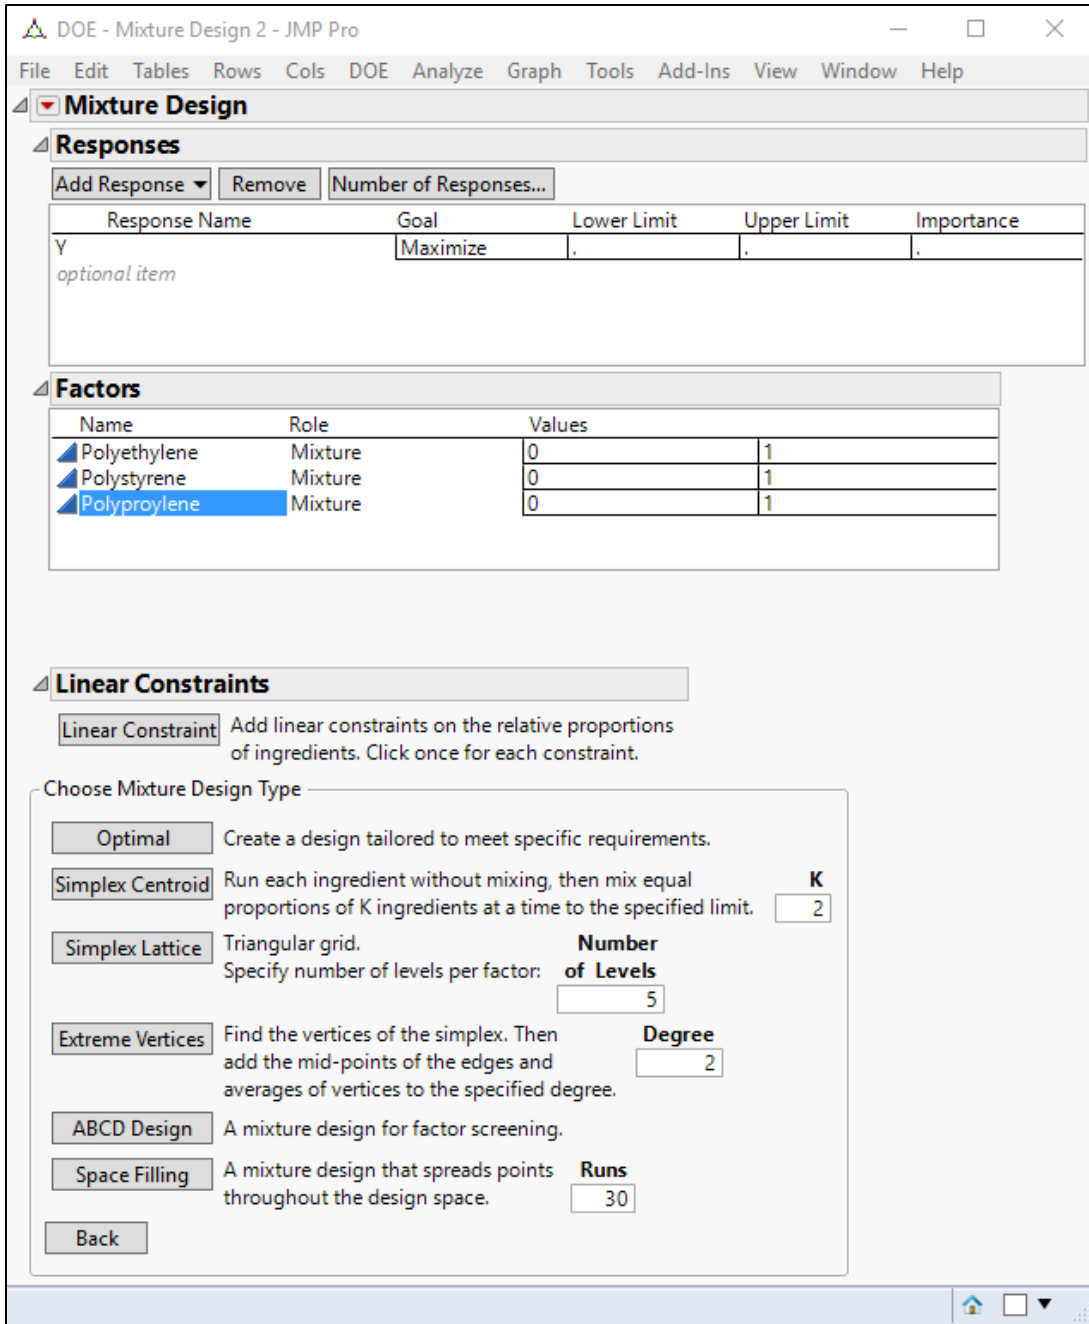 DOE - Mixture Design 2 - JMP Pro
File Edit Tables Rows Cols DOE Analyze Graph Tools Add-Ins View Window Help
Mixture Design
Responses
Add Response Remove Number of Responses...
Response Name Goal Lower Limit Upper Limit Importance
Y Maximize . . .
optional item
Factors
Name Role Values
Polyethylene Mixture 0 1
Polystyrene Mixture 0 1
Polyproylene Mixture 0 1
Linear Constraints
Linear Constraint Add linear constraints on the relative proportions
of ingredients. Click once for each constraint.
Choose Mixture Design Type
Optimal Create a design tailored to meet specific requirements.
Simplex Centroid Run each ingredient without mixing, then mix equal K
proportions of K ingredients at a time to the specified limit. 2
Simplex Lattice Triangular grid. Number
Specify number of levels per factor: of Levels
5
Extreme Vertices Find the vertices of the simplex. Then Degree
add the mid-points of the edges and 2
averages of vertices to the specified degree.
ABCD Design A mixture design for factor screening.
Space Filling A mixture design that spreads points Runs
throughout the design space. 30
Back